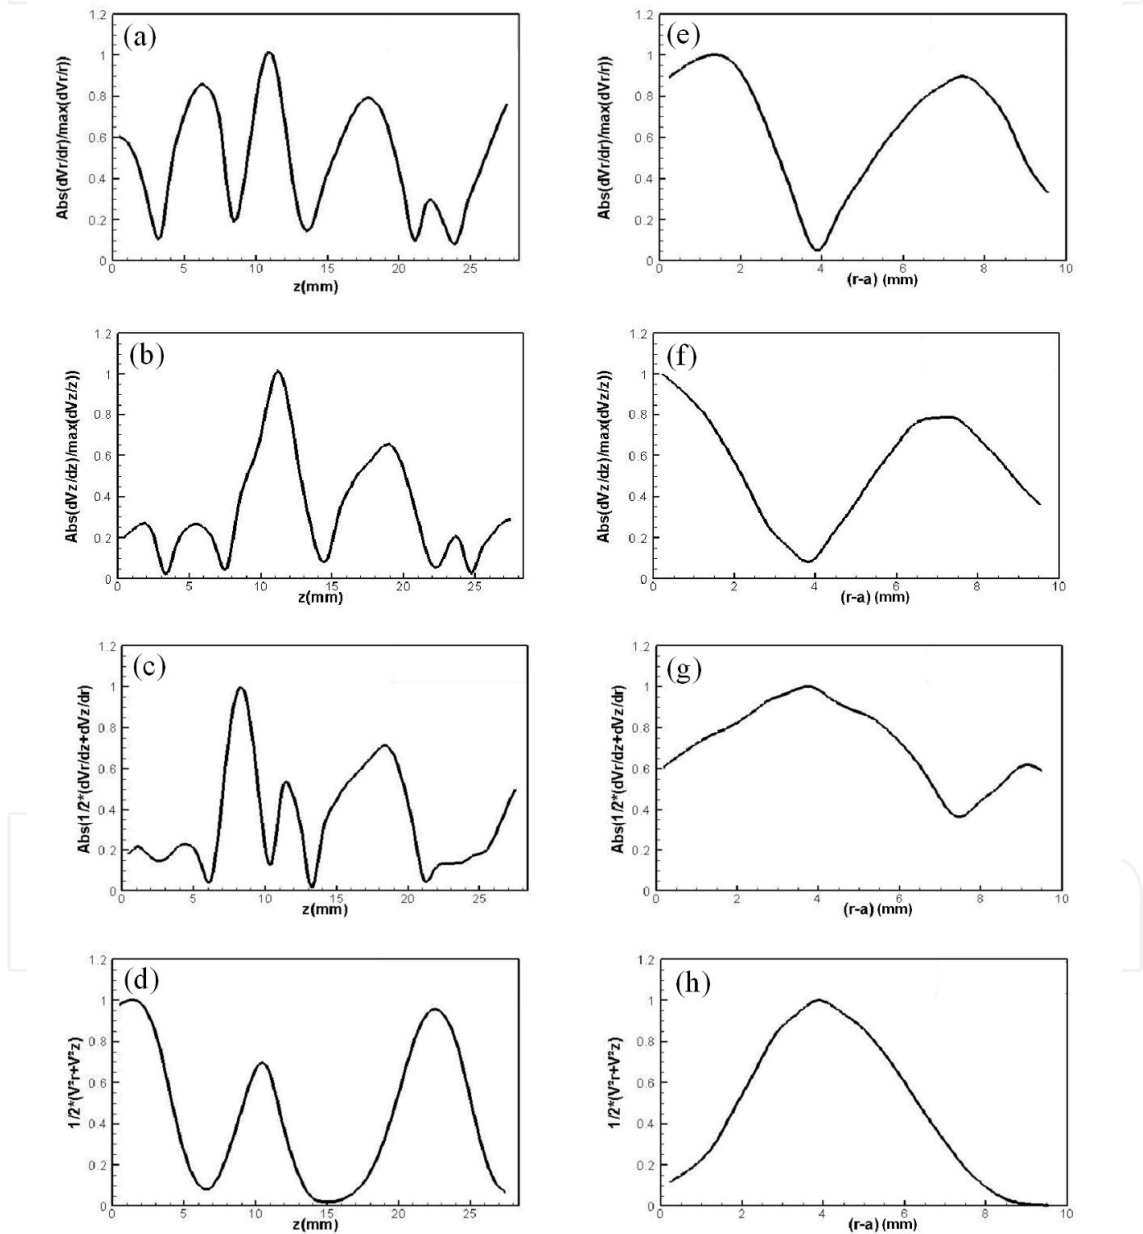 (a)
1.2
1
0.8
0.6
0.4
0.2
0
Abs(dVr/dr)/max(dVr/r))
0 5 10 15 20 25
z(mm)
(e)
1.2
1
0.8
0.6
0.4
0.2
0
Abs(dVr/dr)/max(dVr/r))
0 2 4 6 8 10
(r-a) (mm)
(b)
1.2
1
0.8
0.6
0.4
0.2
0
Abs(dVz/dz)/max(dVz/z))
0 5 10 15 20 25
z(mm)
(f)
1.2
1
0.8
0.6
0.4
0.2
0
Abs(dVz/dz)/max(dVz/z))
0 2 4 6 8 10
(r-a) (mm)
(c)
1.2
1
0.8
0.6
0.4
0.2
0
Abs(1/2*(dVr/dz+dVz/dr)
0 5 10 15 20 25
z(mm)
(g)
1.2
1
0.8
0.6
0.4
0.2
0
Abs(1/2*(dVr/dz+dVz/dr)
0 2 4 6 8 10
(r-a) (mm)
(d)
1.2
1
0.8
0.6
0.4
0.2
0
1/2*(V²r+V²z)
0 5 10 15 20 25
z(mm)
(h)
1.2
1
0.8
0.6
0.4
0.2
0
1/2*(V²r+V²z)
0 2 4 6 8 10
(r-a) (mm)